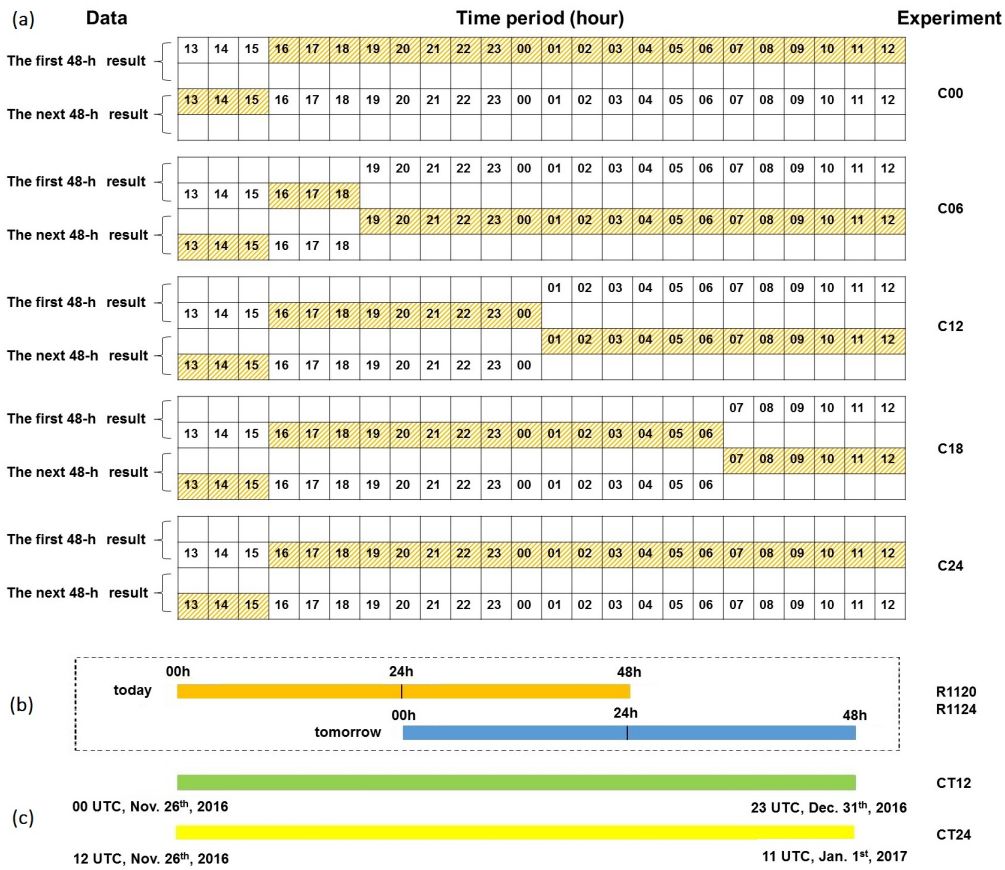 (a) Data Time period (hour) Experiment
The first 48-h result 13 14 15 16 17 18 19 20 21 22 23 00 01 02 03 04 05 06 07 08 09 10 11 12
The next 48-h result 13 14 15 16 17 18 19 20 21 22 23 00 01 02 03 04 05 06 07 08 09 10 11 12
C00
The first 48-h result 19 20 21 22 23 00 01 02 03 04 05 06 07 08 09 10 11 12
13 14 15 16 17 18
The next 48-h result 19 20 21 22 23 00 01 02 03 04 05 06 07 08 09 10 11 12
13 14 15 16 17 18
C06
The first 48-h result 01 02 03 04 05 06 07 08 09 10 11 12
13 14 15 16 17 18 19 20 21 22 23 00
The next 48-h result 01 02 03 04 05 06 07 08 09 10 11 12
13 14 15 16 17 18 19 20 21 22 23 00
C12
The first 48-h result 07 08 09 10 11 12
13 14 15 16 17 18 19 20 21 22 23 00 01 02 03 04 05 06
The next 48-h result 07 08 09 10 11 12
13 14 15 16 17 18 19 20 21 22 23 00 01 02 03 04 05 06
C18
The first 48-h result
13 14 15 16 17 18 19 20 21 22 23 00 01 02 03 04 05 06 07 08 09 10 11 12
The next 48-h result
13 14 15 16 17 18 19 20 21 22 23 00 01 02 03 04 05 06 07 08 09 10 11 12
C24
(b)
00h 24h 48h
today
00h 24h 48h
tomorrow
R1120
R1124
(c)
CT12
00 UTC, Nov. 26th, 2016 23 UTC, Dec. 31th, 2016
CT24
12 UTC, Nov. 26th, 2016 11 UTC, Jan. 1st, 2017